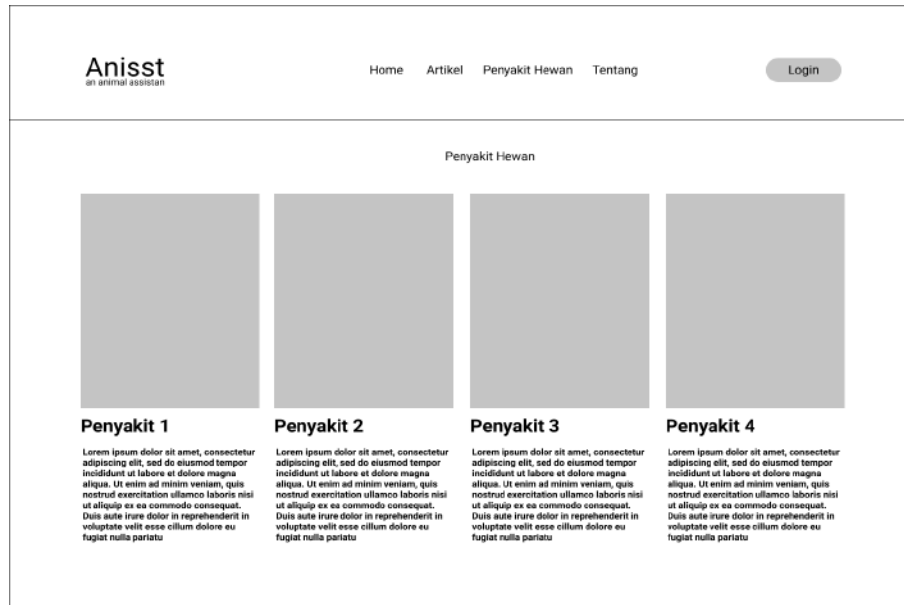 Anisst
an animal assistan
Home Artikel Penyakit Hewan Tentang
Login
Penyakit Hewan
Penyakit 1
Lorem ipsum dolor sit amet, consectetur
adipiscing elit, sed do eiusmod tempor
incididunt ut labore et dolore magna
aliqua. Ut enim ad minim veniam, quis
nostrud exercitation ullamco laboris nisi
ut aliquip ex ea commodo consequat.
Duis aute irure dolor in reprehenderit in
voluptate velit esse cillum dolore eu
fugiat nulla pariatu
Penyakit 2
Lorem ipsum dolor sit amet, consectetur
adipiscing elit, sed do eiusmod tempor
incididunt ut labore et dolore magna
aliqua. Ut enim ad minim veniam, quis
nostrud exercitation ullamco laboris nisi
ut aliquip ex ea commodo consequat.
Duis aute irure dolor in reprehenderit in
voluptate velit esse cillum dolore eu
fugiat nulla pariatu
Penyakit 3
Lorem ipsum dolor sit amet, consectetur
adipiscing elit, sed do eiusmod tempor
incididunt ut labore et dolore magna
aliqua. Ut enim ad minim veniam, quis
nostrud exercitation ullamco laboris nisi
ut aliquip ex ea commodo consequat.
Duis aute irure dolor in reprehenderit in
voluptate velit esse cillum dolore eu
fugiat nulla pariatu
Penyakit 4
Lorem ipsum dolor sit amet, consectetur
adipiscing elit, sed do eiusmod tempor
incididunt ut labore et dolore magna
aliqua. Ut enim ad minim veniam, quis
nostrud exercitation ullamco laboris nisi
ut aliquip ex ea commodo consequat.
Duis aute irure dolor in reprehenderit in
voluptate velit esse cillum dolore eu
fugiat nulla pariatu